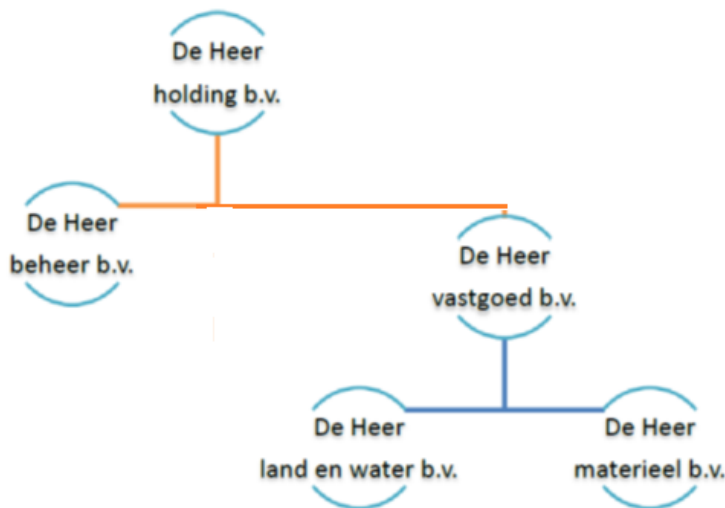 De Heer
holding b.v.
De Heer
beheer b.v.
De Heer
vastgoed b.v.
De Heer
land en water b.v.
De Heer
materieel b.v.